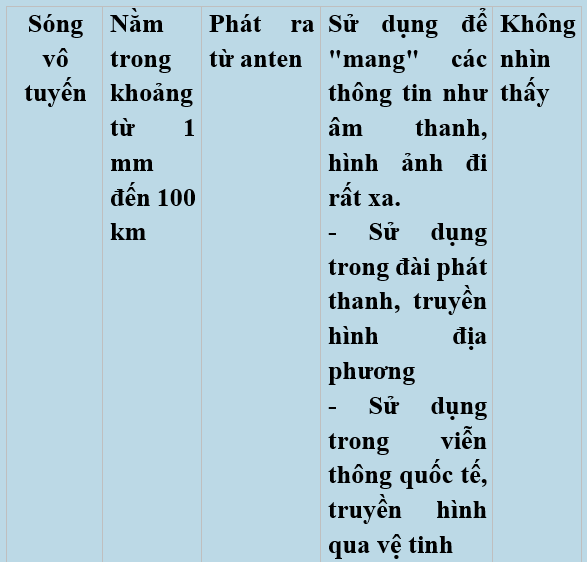 Sóng
vô
tuyến
Nằm
trong
khoảng
từ 1
mm
đến 100
km
Phát ra
từ anten
Sử dụng để
"mang" các
thông tin như
âm thanh,
hình ảnh đi
rất xa.
- Sử dụng
trong đài phát
thanh, truyền
hình địa
phương
- Sử dụng
trong viễn
thông quốc tế,
truyền hình
qua vệ tinh
Không
nhìn
thấy